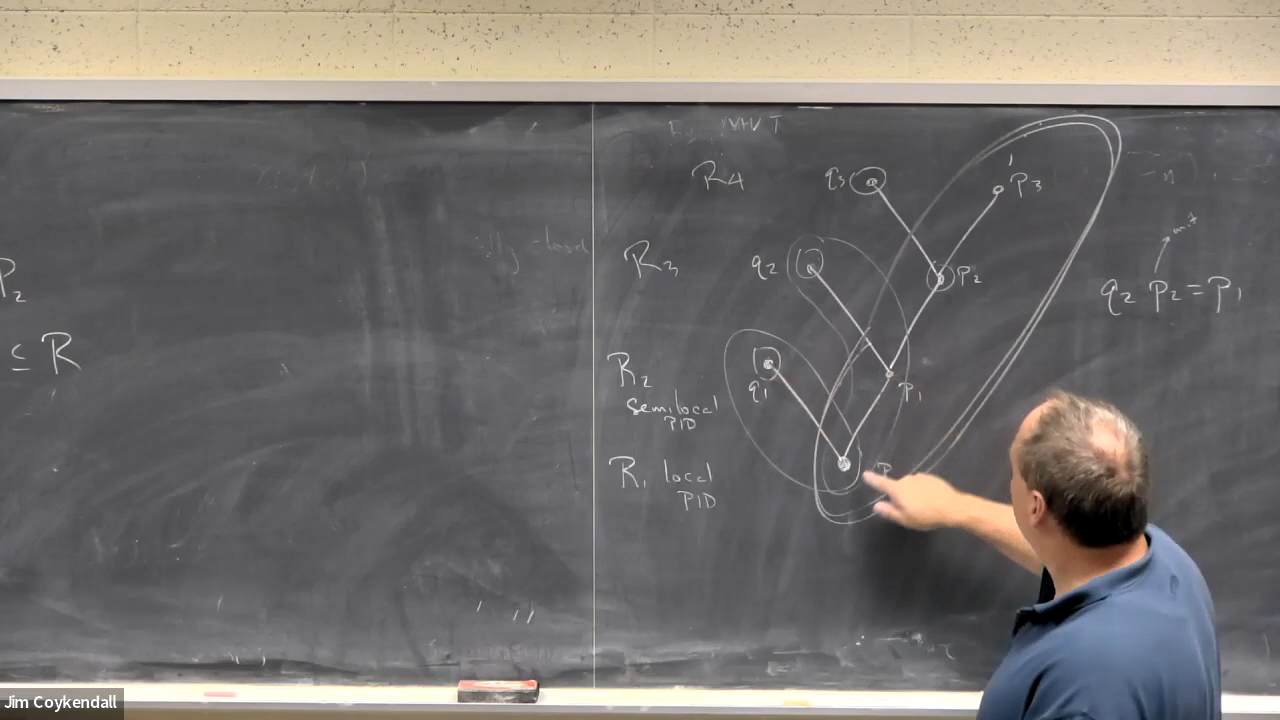 P₂
⊆ R
R₄ q₃ p₃
R₃ q₂ p₂
unit
q₂ p₂ = p₁
R₂ q₁ p₁
semilocal
PID
R₁ local
PID
Jim Coykendall